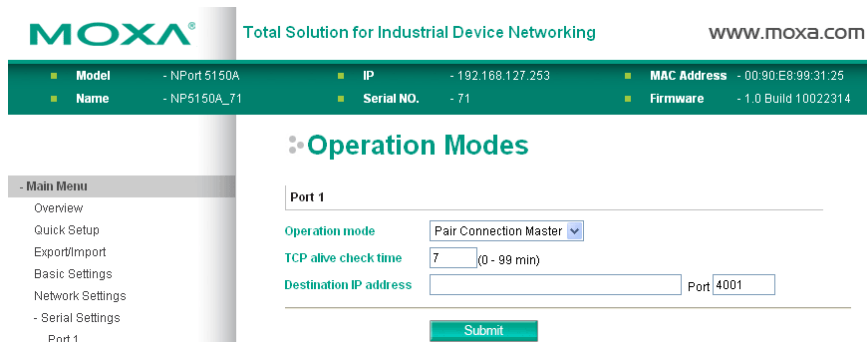 MOXA® Total Solution for Industrial Device Networking www.moxa.com
Model - NPort 5150A IP - 192.168.127.253 MAC Address - 00:90:E8:99:31:25
Name - NP5150A_71 Serial NO. - 71 Firmware - 1.0 Build 10022314
Operation Modes
- Main Menu
Overview
Quick Setup
Export/Import
Basic Settings
Network Settings
- Serial Settings
Port 1
Port 1
Operation mode Pair Connection Master
TCP alive check time 7 (0 - 99 min)
Destination IP address Port 4001
Submit